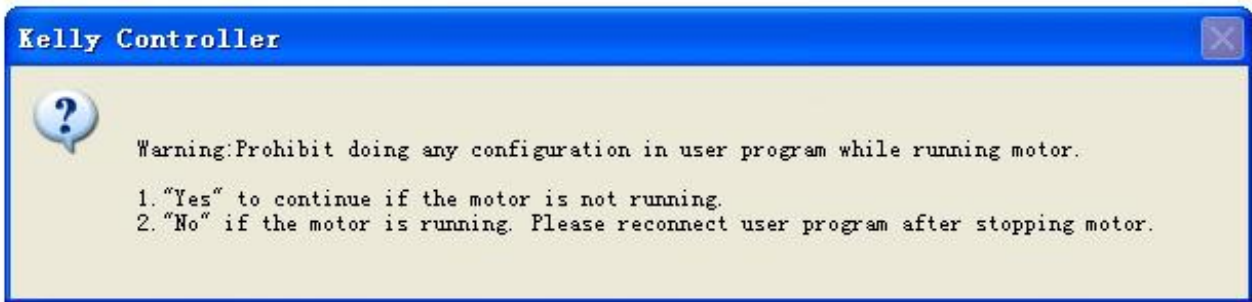 Kelly Controller
?
Warning:Prohibit doing any configuration in user program while running motor.
1."Yes" to continue if the motor is not running.
2."No" if the motor is running. Please reconnect user program after stopping motor.